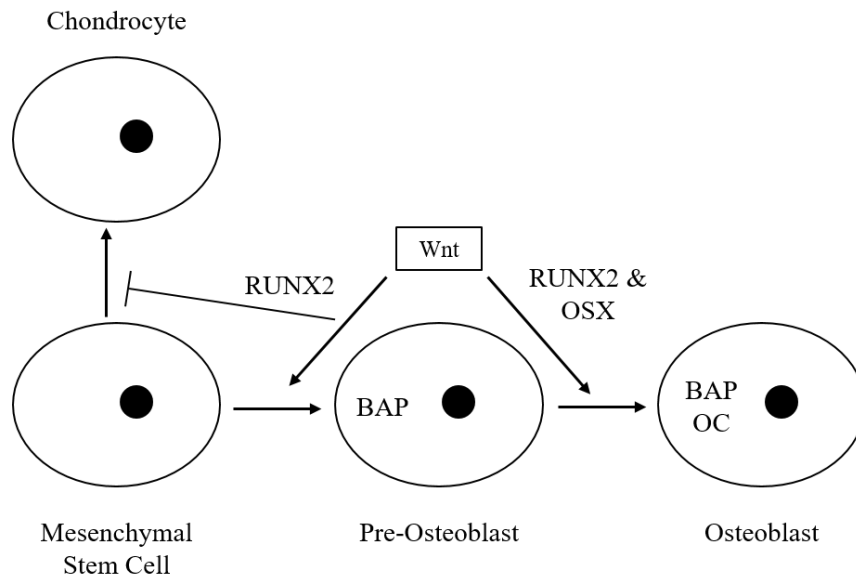 Chondrocyte
Wnt
RUNX2
RUNX2 &
OSX
BAP
BAP
OC
Mesenchymal
Stem Cell
Pre-Osteoblast
Osteoblast